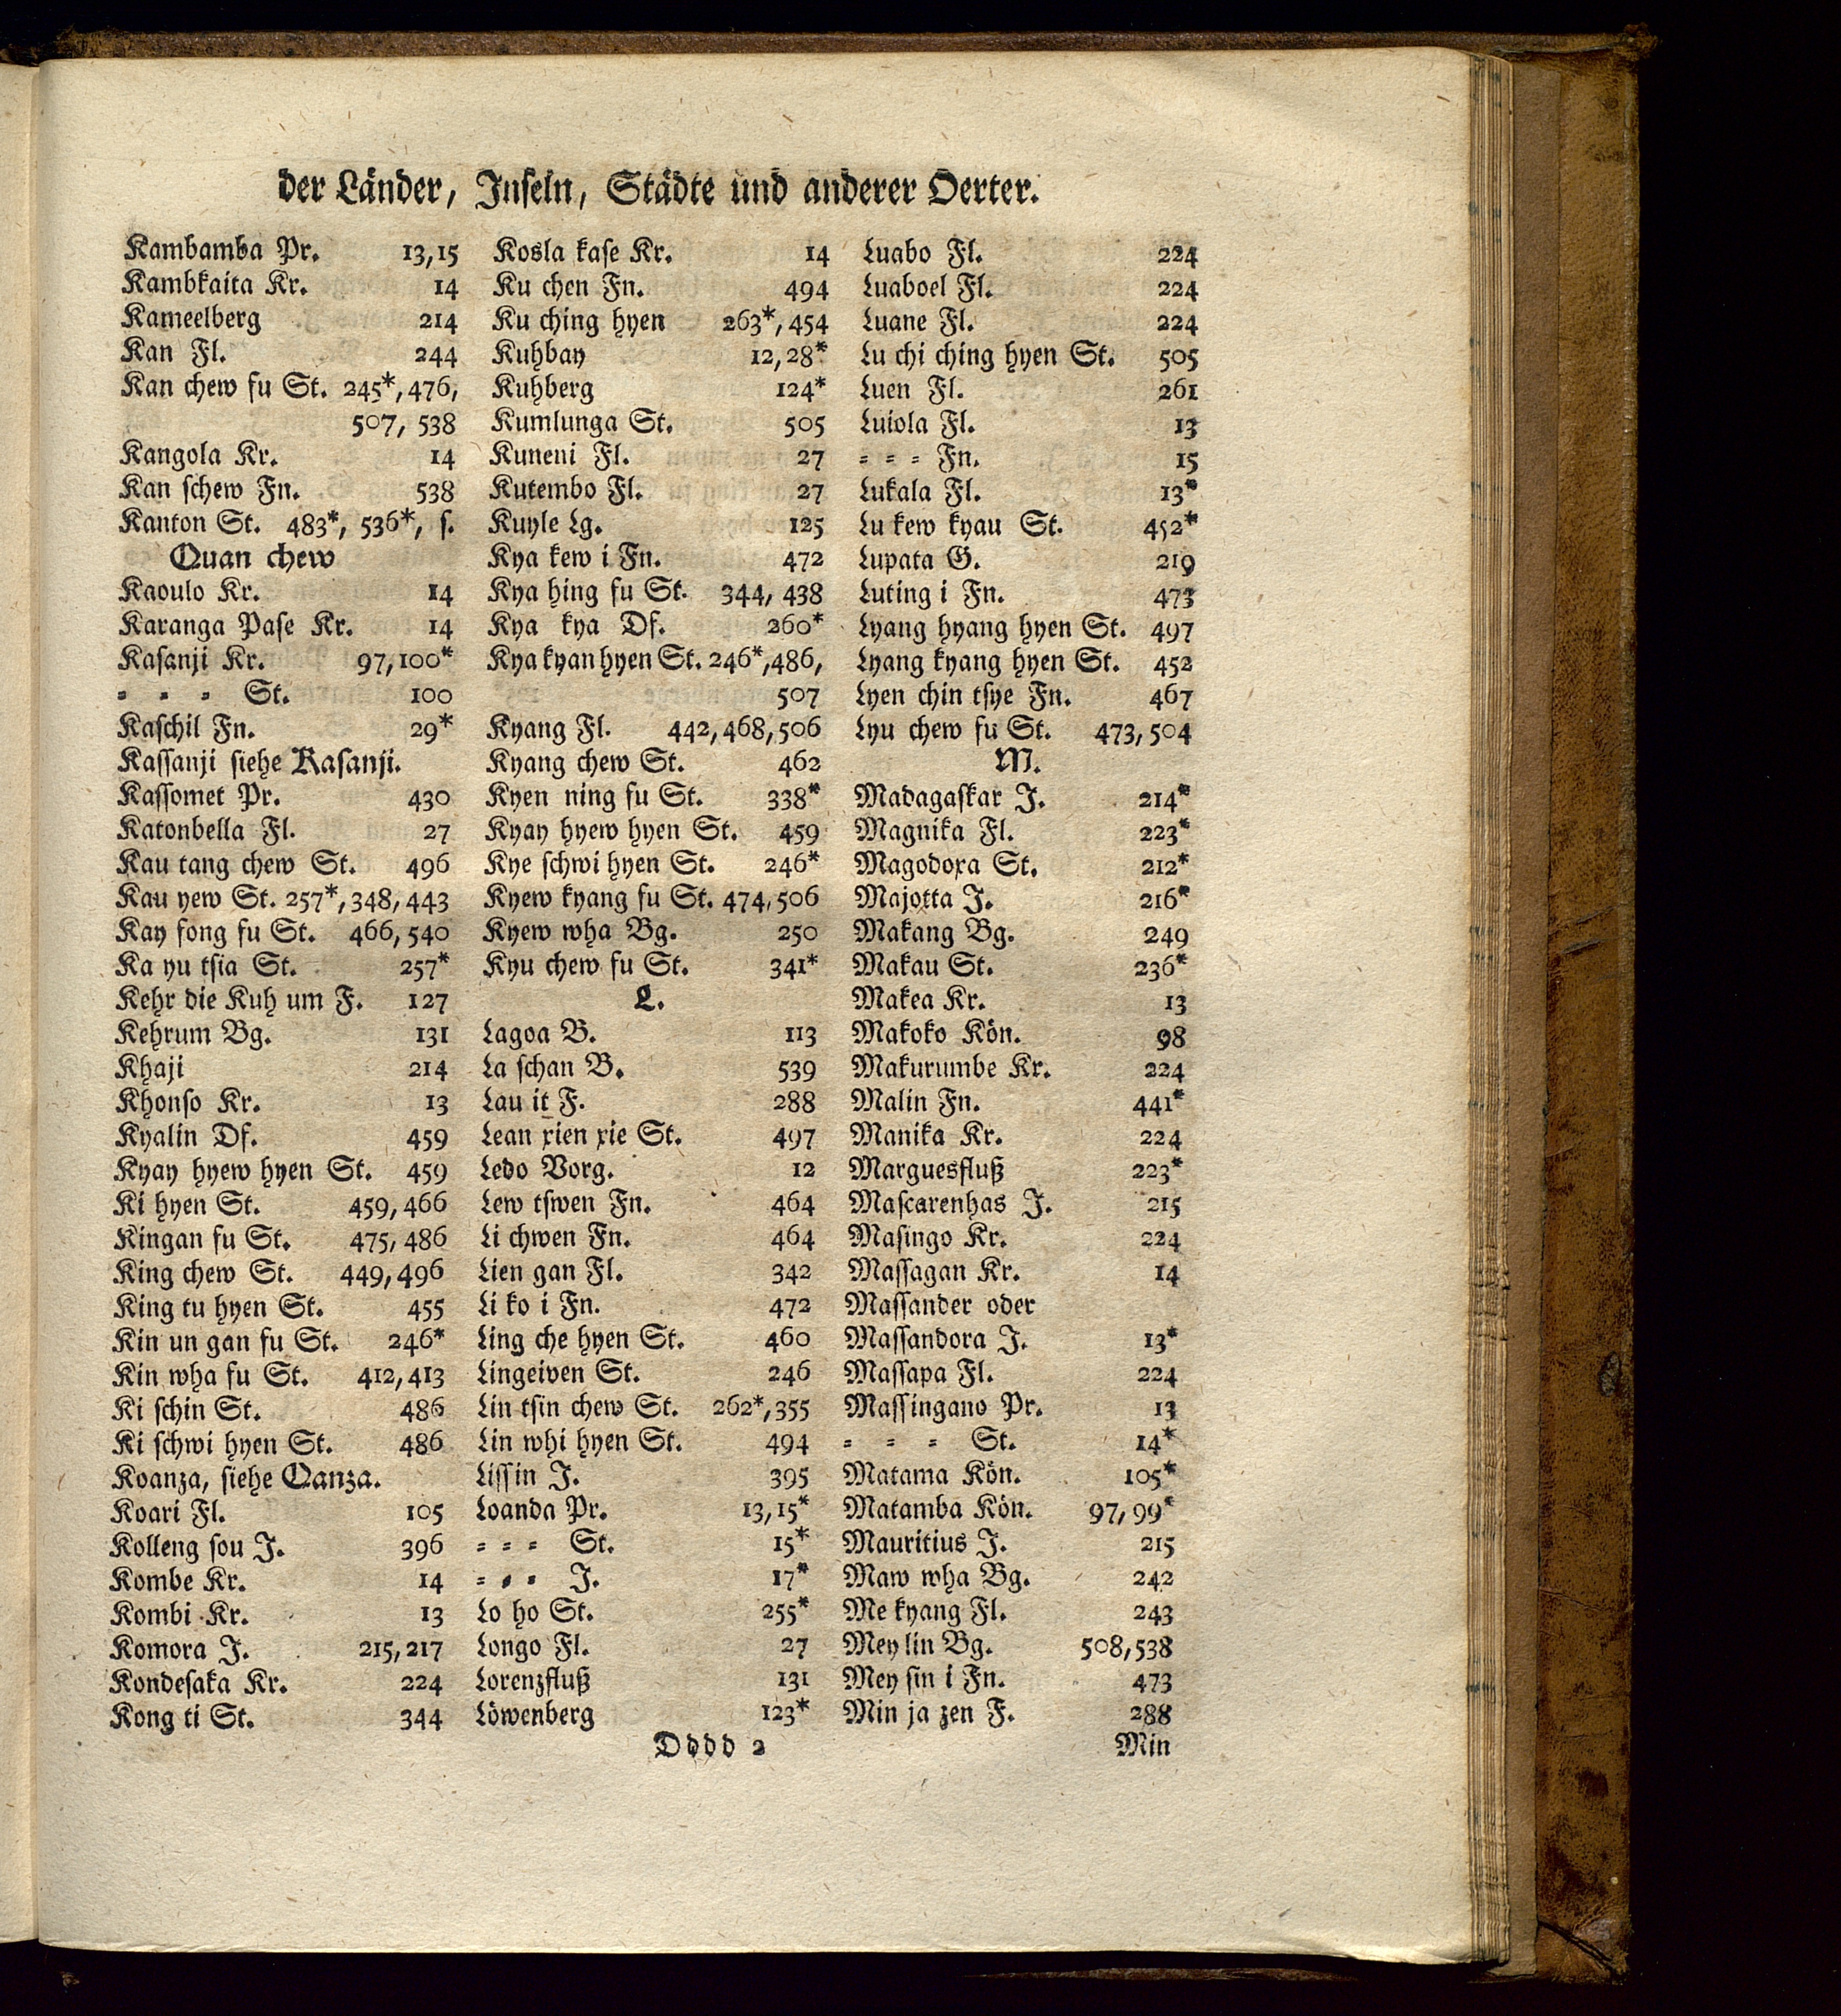 der Länder, Inseln, Städte und anderer Oerter.
Kambamba Pr. 13,15
Kambkaita Kr. 14
Kameelberg 214
Kan Fl. 244
Kan chew fu St. 245*, 476,
507, 538
Kangola Kr. 14
Kan schew Fn. 538
Kanton St. 483*, 536*, s.
Quan chew
Kaoulo Kr. 14
Karanga Pase Kr. 14
Kasanji Kr. 97,100*
= = = St. 100
Kaschil Fn. 29*
Kassanji siehe Kasanji.
Kassomet Pr. 430
Katonbella Fl. 27
Kau tang chew St. 496
Kau yew St. 257*, 348, 443
Kay fong fu St. 466, 540
Ka yu tsia St. 257*
Kehr die Kuh um F. 127
Kehrum Bg. 131
Khaji 214
Khonso Kr. 13
Kyalin Df. 459
Kyay hyew hyen St. 459
Ki hyen St. 459, 466
Kingan fu St. 475, 486
King chew St. 449, 496
King tu hyen St. 455
Kin un gan fu St. 246*
Kin wha fu St. 412, 413
Ki schin St. 486
Ki schwi hyen St. 486
Koanza, siehe Qanza.
Koari Fl. 105
Kolleng sou J. 396
Kombe Kr. 14
Kombi Kr. 13
Komora J. 215, 217
Kondesaka Kr. 224
Kong ti St. 344
Kosla kase Kr. 14
Ku chen Fn. 494
Ku ching hyen 263*, 454
Kuhbay 12, 28*
Kuhberg 124*
Kumlunga St. 505
Kuneni Fl. 27
Kutembo Fl. 27
Kuyle Lg. 125
Kya kew i Fn. 472
Kya hing fu St. 344, 438
Kya kya Df. 260*
Kya kyan hyen St. 246*, 486,
507
Kyang Fl. 442, 468, 506
Kyang chew St. 462
Kyen ning fu St. 338*
Kyay hyew hyen St. 459
Kye schwi hyen St. 246*
Kyew kyang fu St. 474, 506
Kyew wha Bg. 250
Kyu chew fu St. 341*
L.
Lagoa B. 113
La schan B. 539
Lau it F. 288
Lean xien xie St. 497
Ledo Vorg. 12
Lew tswen Fn. 464
Li chwen Fn. 464
Lien gan Fl. 342
Li ko i Fn. 472
Ling che hyen St. 460
Lingeiven St. 246
Lin tsin chew St. 262*, 355
Lin whi hyen St. 494
Lissin J. 395
Loanda Pr. 13, 15*
= = = St. 15*
= = = J. 17*
Lo ho St. 255*
Longo Fl. 27
Lorenzfluß 131
Löwenberg 123*
Luabo Fl. 224
Luaboel Fl. 224
Luane Fl. 224
Lu chi ching hyen St. 505
Luen Fl. 261
Luiola Fl. 13
= = = Fn. 15
Lukala Fl. 13*
Lu kew kyau St. 452*
Lupata G. 219
Luting i Fn. 473
Lyang hyang hyen St. 497
Lyang kyang hyen St. 452
Lyen chin tsye Fn. 467
Lyu chew fu St. 473, 504
M.
Madagaskar J. 214*
Magnika Fl. 223*
Magodoxa St. 212*
Majotta J. 216*
Makang Bg. 249
Makau St. 236*
Makea Kr. 13
Makoko Kön. 98
Makurumbe Kr. 224
Malin Fn. 441*
Manika Kr. 224
Marguesfluß 223*
Mascarenhas J. 215
Masingo Kr. 224
Massagan Kr. 14
Massander oder
Massandora J. 13*
Massapa Fl. 224
Massingano Pr. 13
= = = St. 14*
Matama Kön. 105*
Matamba Kön. 97, 99*
Mauritius J. 215
Maw wha Bg. 242
Me kyang Fl. 243
Mey lin Bg. 508, 538
Mey sin i Fn. 473
Min ja zen F. 288
Dddd 2
Min